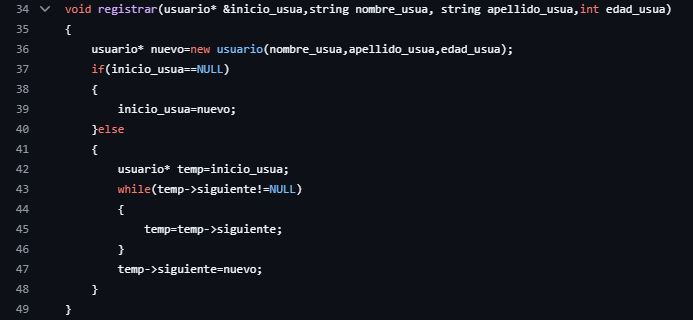 34 void registrar(usuario* &inicio_usua,string nombre_usua, string apellido_usua,int edad_usua)
35 {
36 usuario* nuevo=new usuario(nombre_usua,apellido_usua,edad_usua);
37 if(inicio_usua==NULL)
38 {
39 inicio_usua=nuevo;
40 }else
41 {
42 usuario* temp=inicio_usua;
43 while(temp->siguiente!=NULL)
44 {
45 temp=temp->siguiente;
46 }
47 temp->siguiente=nuevo;
48 }
49 }